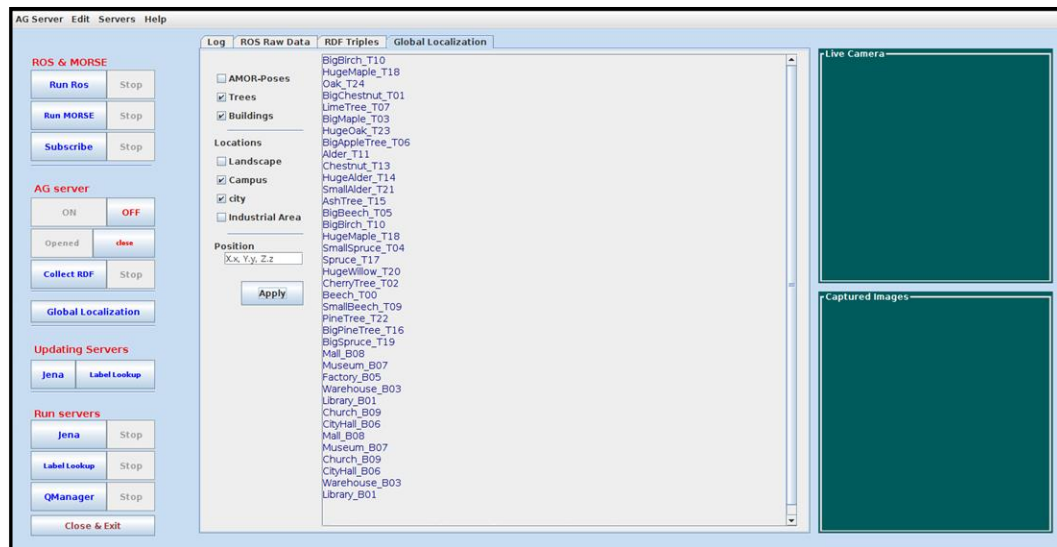 AG Server Edit Servers Help
Log ROS Raw Data RDF Triples Global Localization
ROS & MORSE
Run Ros Stop
Run MORSE Stop
Subscribe Stop
AG server
ON OFF
Opened close
Collect RDF Stop
Global Localization
Updating Servers
Jena Label Lookup
Run servers
Jena Stop
Label Lookup Stop
QManager Stop
Close & Exit
AMOR-Poses
Trees
Buildings
Locations
Landscape
Campus
city
Industrial Area
Position
X.x, Y.y, Z.z
Apply
BigBirch_T10
HugeMaple_T18
Oak_T24
BigChestnut_T01
LimeTree_T07
BigMaple_T03
HugeOak_T23
BigAppleTree_T06
Alder_T11
Chestnut_T13
HugeAlder_T14
SmallAlder_T21
AshTree_T15
BigBeech_T05
BigBirch_T10
HugeMaple_T18
SmallSpruce_T04
Spruce_T17
HugeWillow_T20
CherryTree_T02
Beech_T00
SmallBeech_T09
PineTree_T22
BigPineTree_T16
BigSpruce_T19
Mall_B08
Museum_B07
Factory_B05
Warehouse_B03
Library_B01
Church_B09
CityHall_B06
Mall_B08
Museum_B07
Church_B09
CityHall_B06
Warehouse_B03
Library_B01
Live Camera
Captured Images